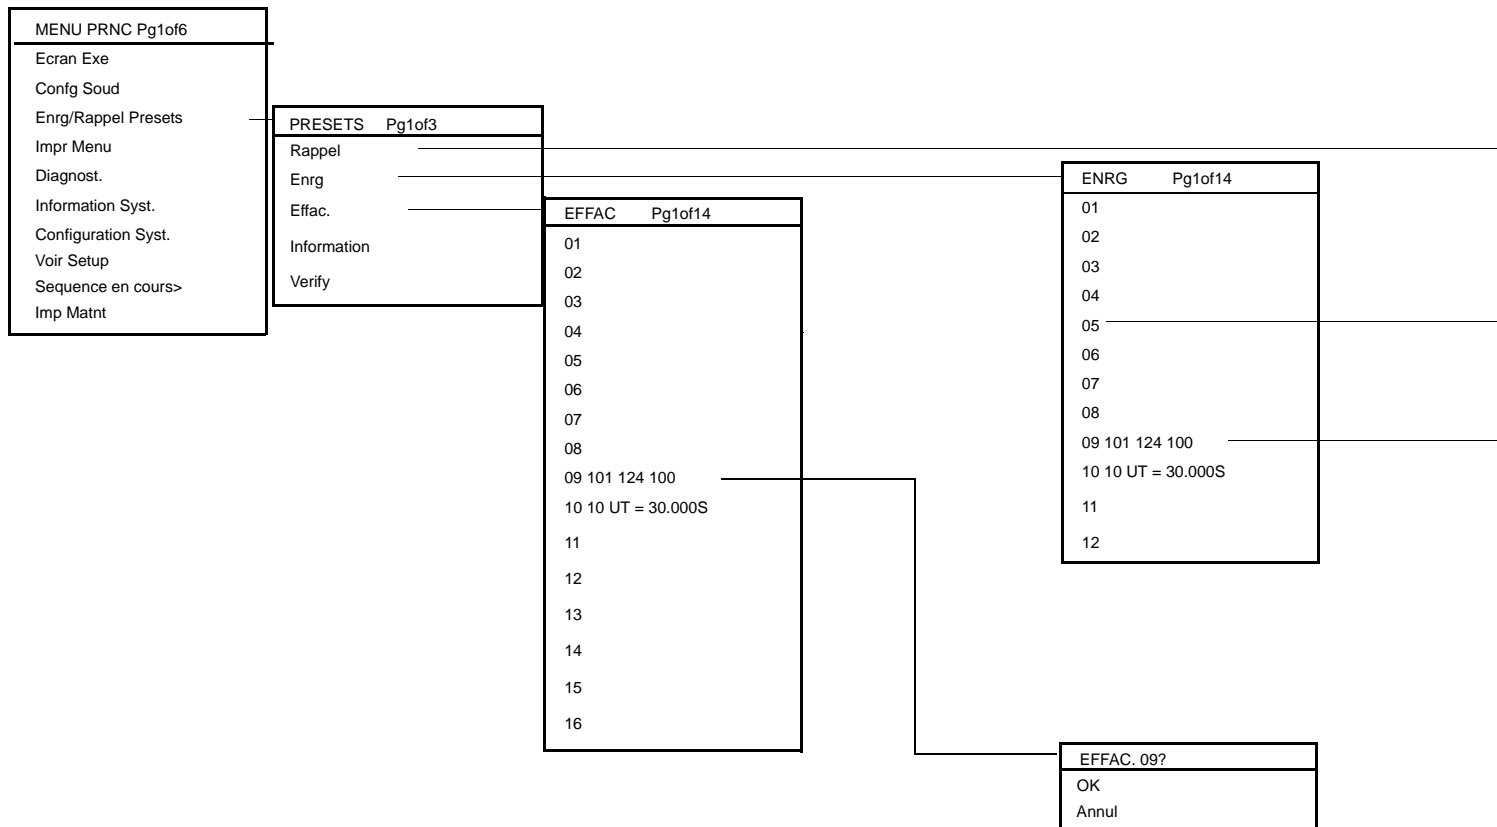 MENU PRNC Pg1of6
Ecran Exe
Confg Soud
Enrg/Rappel Presets
Impr Menu
Diagnost.
Information Syst.
Configuration Syst.
Voir Setup
Sequence en cours>
Imp Matnt
PRESETS Pg1of3
Rappel
Enrg
Effac.
Information
Verify
EFFAC Pg1of14
01
02
03
04
05
06
07
08
09 101 124 100
10 10 UT = 30.000S
11
12
13
14
15
16
ENRG Pg1of14
01
02
03
04
05
06
07
08
09 101 124 100
10 10 UT = 30.000S
11
12
EFFAC. 09?
OK
Annul